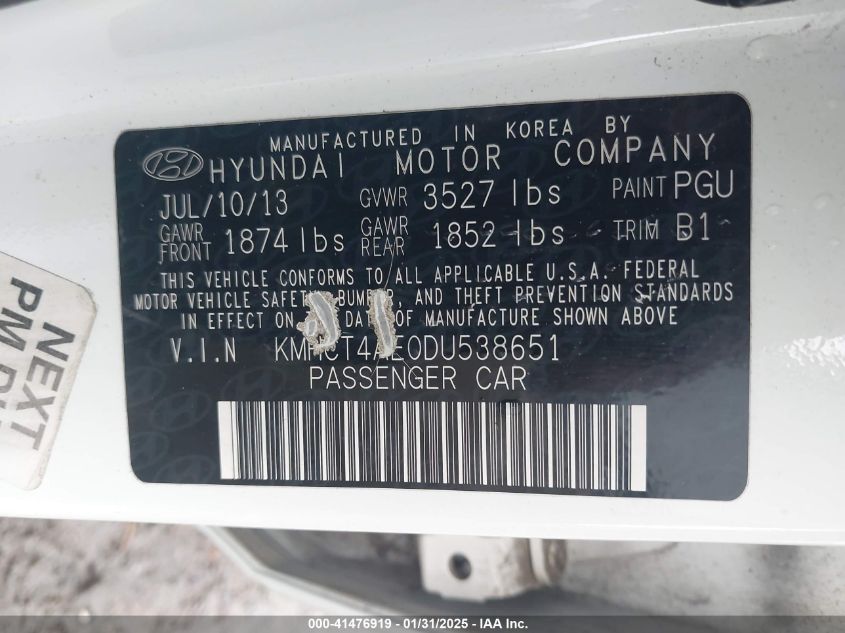 MANUFACTURED IN KOREA BY
HYUNDAI MOTOR COMPANY
JUL/10/13 GVWR 3527 lbs PAINT PGU
GAWR FRONT 1874 lbs GAWR REAR 1852 lbs TRIM B1
THIS VEHICLE CONFORMS TO ALL APPLICABLE U.S.A. FEDERAL
MOTOR VEHICLE SAFETY, BUMPER, AND THEFT PREVENTION STANDARDS
IN EFFECT ON DATE OF MANUFACTURE SHOWN ABOVE
V.I.N KMHCT4AE0DU538651
PASSENGER CAR
NEXT
PM
000-41476919 - 01/31/2025 - IAA, Inc.